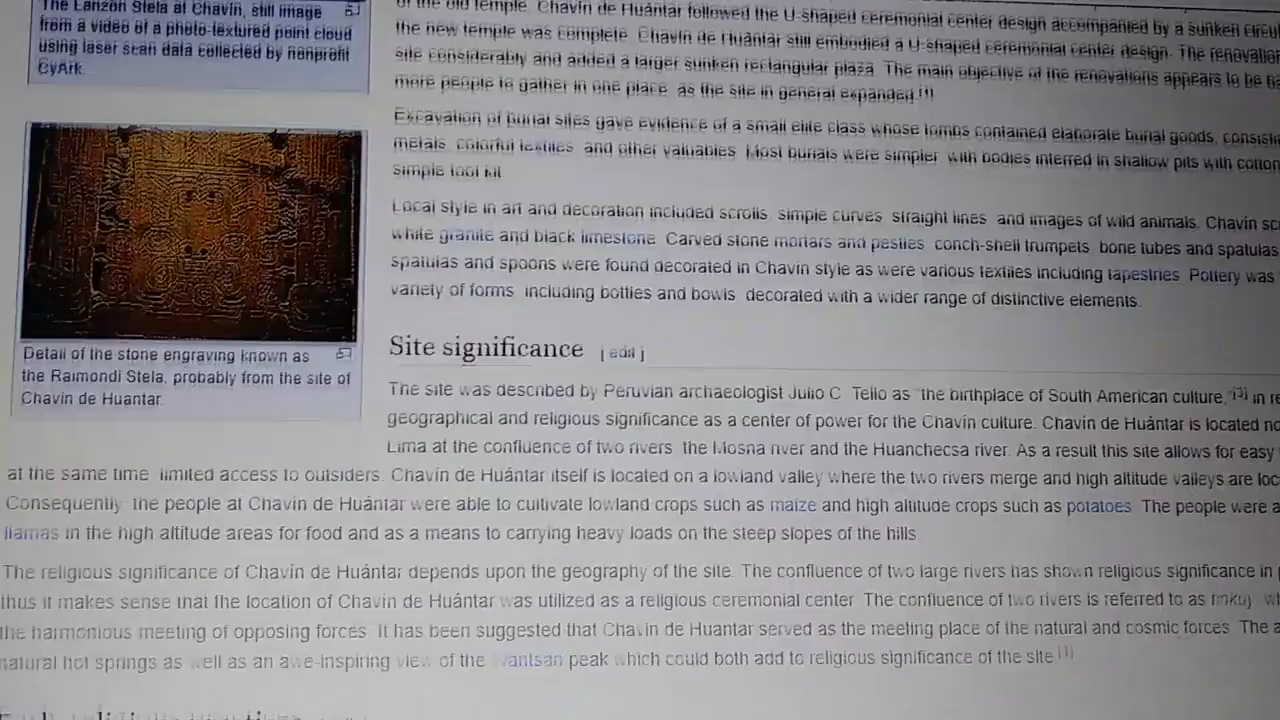 The Lanzón Stela at Chavín, still image
from a video of a photo-textured point cloud
using laser scan data collected by nonprofit
CyArk.
Detail of the stone engraving known as
the Raimondi Stela, probably from the site of
Chavin de Huantar.
of the old temple. Chavín de Huántar followed the U-shaped ceremonial center design accompanied by a sunken
the new temple was complete, Chavín de Huántar still embodied a U-shaped ceremonial center design. The
site considerably and added a larger sunken rectangular plaza. The main objective of the renovations appears to be
more people to gather in one place, as the site in general expanded.[1]
Excavation of burial sites gave evidence of a small elite class whose tombs contained elaborate burial goods,
metals, colorful textiles, and other valuables. Most burials were simpler, with bodies interred in shallow pits with cotton
simple tool kit.
Local style in art and decoration included scrolls, simple curves, straight lines, and images of wild animals. Chavín
white granite and black limestone. Carved stone mortars and pestles, conch-shell trumpets, bone tubes and spatulas
spatulas and spoons were found decorated in Chavín style as were various textiles including tapestries. Pottery was
variety of forms, including bottles and bowls, decorated with a wider range of distinctive elements.
Site significance [ edit ]
The site was described by Peruvian archaeologist Julio C. Tello as "the birthplace of South American culture,"[3] in
geographical and religious significance as a center of power for the Chavín culture. Chavín de Huántar is located
Lima at the confluence of two rivers, the Mosna river and the Huanchecsa river. As a result this site allows for easy
at the same time, limited access to outsiders. Chavín de Huántar itself is located on a lowland valley where the two rivers merge and high altitude valleys are
Consequently, the people at Chavín de Huántar were able to cultivate lowland crops such as maize and high altitude crops such as potatoes. The people were
llamas in the high altitude areas for food and as a means to carrying heavy loads on the steep slopes of the hills.
The religious significance of Chavín de Huántar depends upon the geography of the site. The confluence of two large rivers has shown religious significance in
thus it makes sense that the location of Chavín de Huántar was utilized as a religious ceremonial center. The confluence of two rivers is referred to as tinkuj,
the harmonious meeting of opposing forces. It has been suggested that Chavin de Huantar served as the meeting place of the natural and cosmic forces. The
natural hot springs as well as an awe-inspiring view of the Wantsan peak which could both add to religious significance of the site.[1]